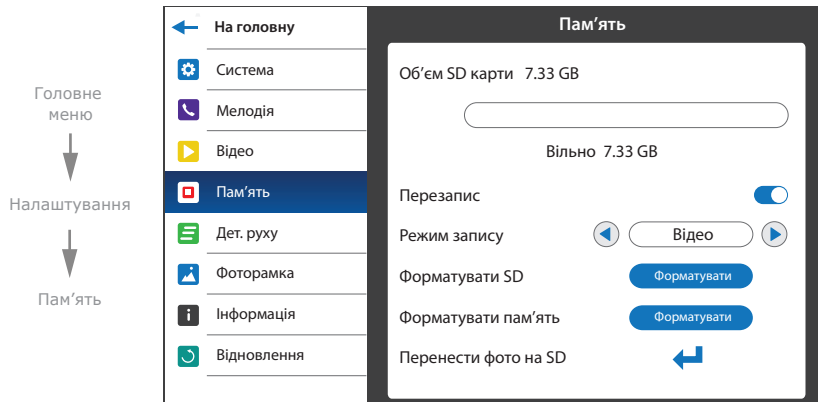 Головне
меню
Налаштування
Пам’ять
На головну
Система
Мелодія
Відео
Пам’ять
Дет. руху
Фоторамка
Інформація
Відновлення
Пам’ять
Об’єм SD карти 7.33 GB
Вільно 7.33 GB
Перезапис
Режим запису Відео
Форматувати SD Форматувати
Форматувати пам’ять Форматувати
Перенести фото на SD